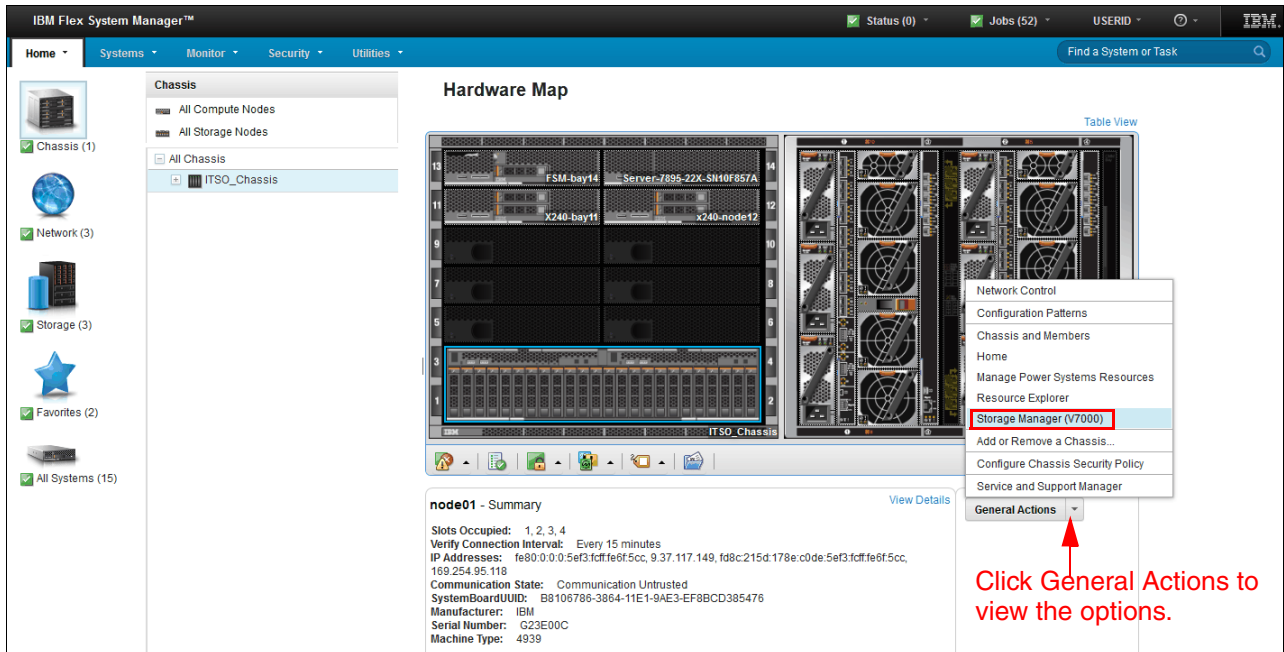 IBM Flex System Manager™
Status (0)
Jobs (52)
USERID
?
IBM.
Home
Systems
Monitor
Security
Utilities
Find a System or Task
Chassis (1)
Network (3)
Storage (3)
Favorites (2)
All Systems (15)
Chassis
All Compute Nodes
All Storage Nodes
All Chassis
ITSO_Chassis
Hardware Map
Table View
13
FSM-bay14
Server-7895-22X-SN10F857A
14
11
X240-bay11
x240-node12
12
9
10
7
8
5
6
3
4
1
2
IBM
ITSO_Chassis
Network Control
Configuration Patterns
Chassis and Members
Home
Manage Power Systems Resources
Resource Explorer
Storage Manager (V7000)
Add or Remove a Chassis...
Configure Chassis Security Policy
Service and Support Manager
General Actions
node01 - Summary
View Details
Slots Occupied: 1, 2, 3, 4
Verify Connection Interval: Every 15 minutes
IP Addresses: fe80:0:0:0:5ef3:fcff:fe6f:5cc, 9.37.117.149, fd8c:215d:178e:c0de:5ef3:fcff:fe6f:5cc,
169.254.95.118
Communication State: Communication Untrusted
SystemBoardUUID: B8106786-3864-11E1-9AE3-EF8BCD385476
Manufacturer: IBM
Serial Number: G23E00C
Machine Type: 4939
Click General Actions to
view the options.